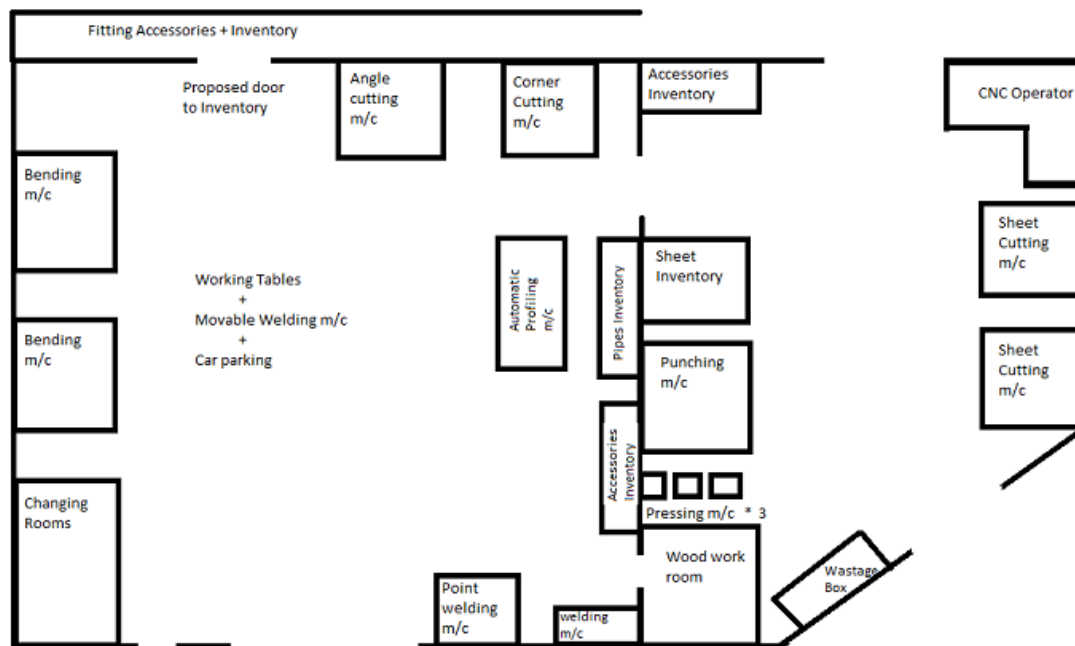 Fitting Accessories + Inventory
Proposed door
to Inventory
Angle
cutting
m/c
Corner
Cutting
m/c
Accessories
Inventory
CNC Operator
Bending
m/c
Sheet
Cutting
m/c
Working Tables
+
Movable Welding m/c
+
Car parking
Automatic
Profiling
m/c
Pipes Inventory
Sheet
Inventory
Bending
m/c
Punching
m/c
Sheet
Cutting
m/c
Accessories
Inventory
Changing
Rooms
Pressing m/c * 3
Wood work
room
Wastage
Box
Point
welding
m/c
welding
m/c